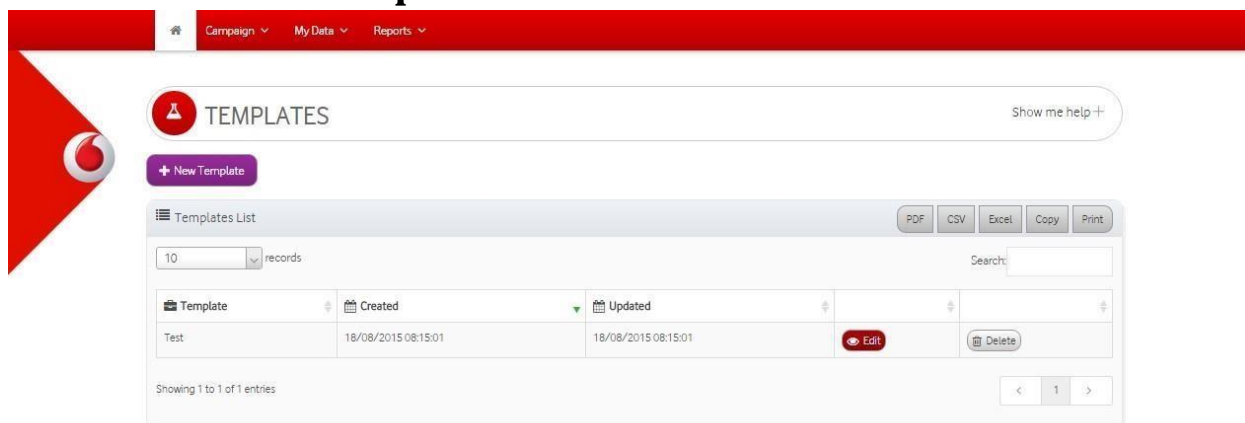 Campaign My Data Reports
TEMPLATES Show me help
+ New Template
Templates List PDF CSV Excel Copy Print
10 records Search:
Template Created Updated
Test 18/08/2015 08:15:01 18/08/2015 08:15:01 Edit Delete
Showing 1 to 1 of 1 entries < 1 >